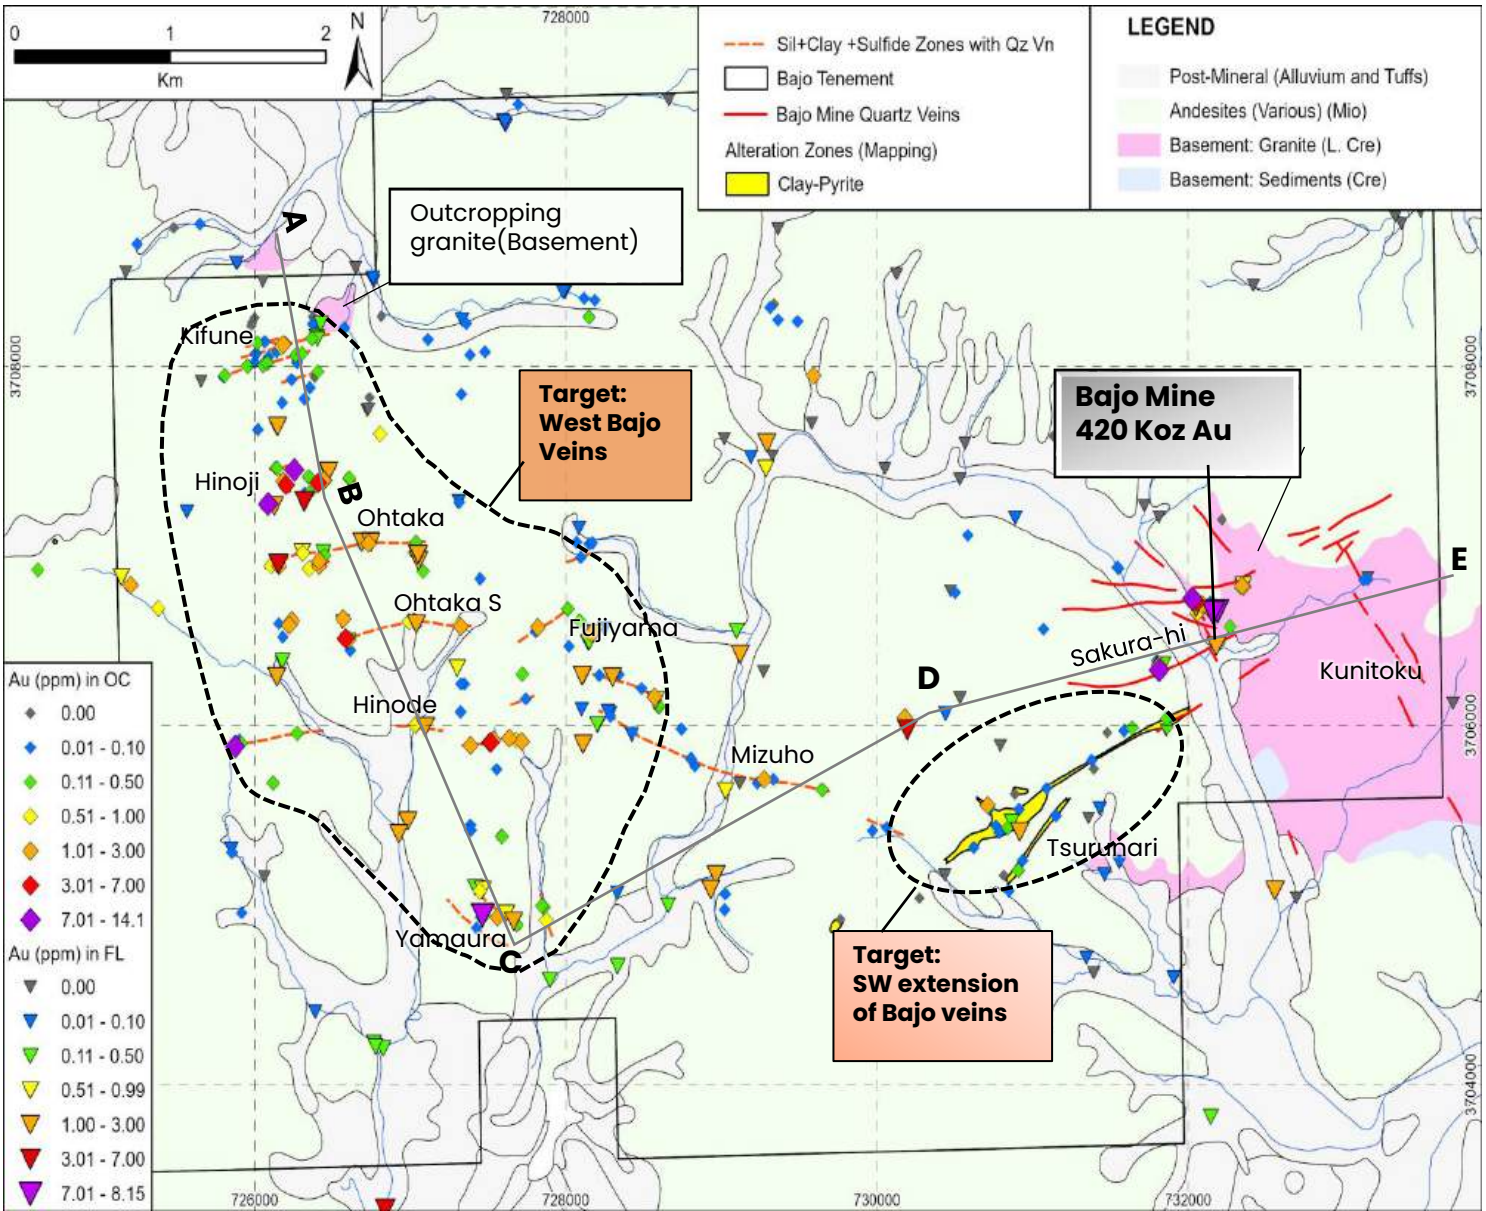 0 1 2
Km
N
728000
Sil+Clay +Sulfide Zones with Qz Vn
Bajo Tenement
Bajo Mine Quartz Veins
Alteration Zones (Mapping)
Clay-Pyrite
LEGEND
Post-Mineral (Alluvium and Tuffs)
Andesites (Various) (Mio)
Basement: Granite (L. Cre)
Basement: Sediments (Cre)
A
Outcropping
granite(Basement)
Kifune
3708000
3708000
Target:
West Bajo
Veins
Bajo Mine
420 Koz Au
Hinoji
B
Ohtaka
E
Ohtaka S
Fujiyama
Sakura-hi
Kunitoku
D
Hinode
Mizuho
3706000
Tsurunari
Yamaura
C
Target:
SW extension
of Bajo veins
3704000
Au (ppm) in OC
0.00
0.01 - 0.10
0.11 - 0.50
0.51 - 1.00
1.01 - 3.00
3.01 - 7.00
7.01 - 14.1
Au (ppm) in FL
0.00
0.01 - 0.10
0.11 - 0.50
0.51 - 0.99
1.00 - 3.00
3.01 - 7.00
7.01 - 8.15
726000
728000
730000
732000